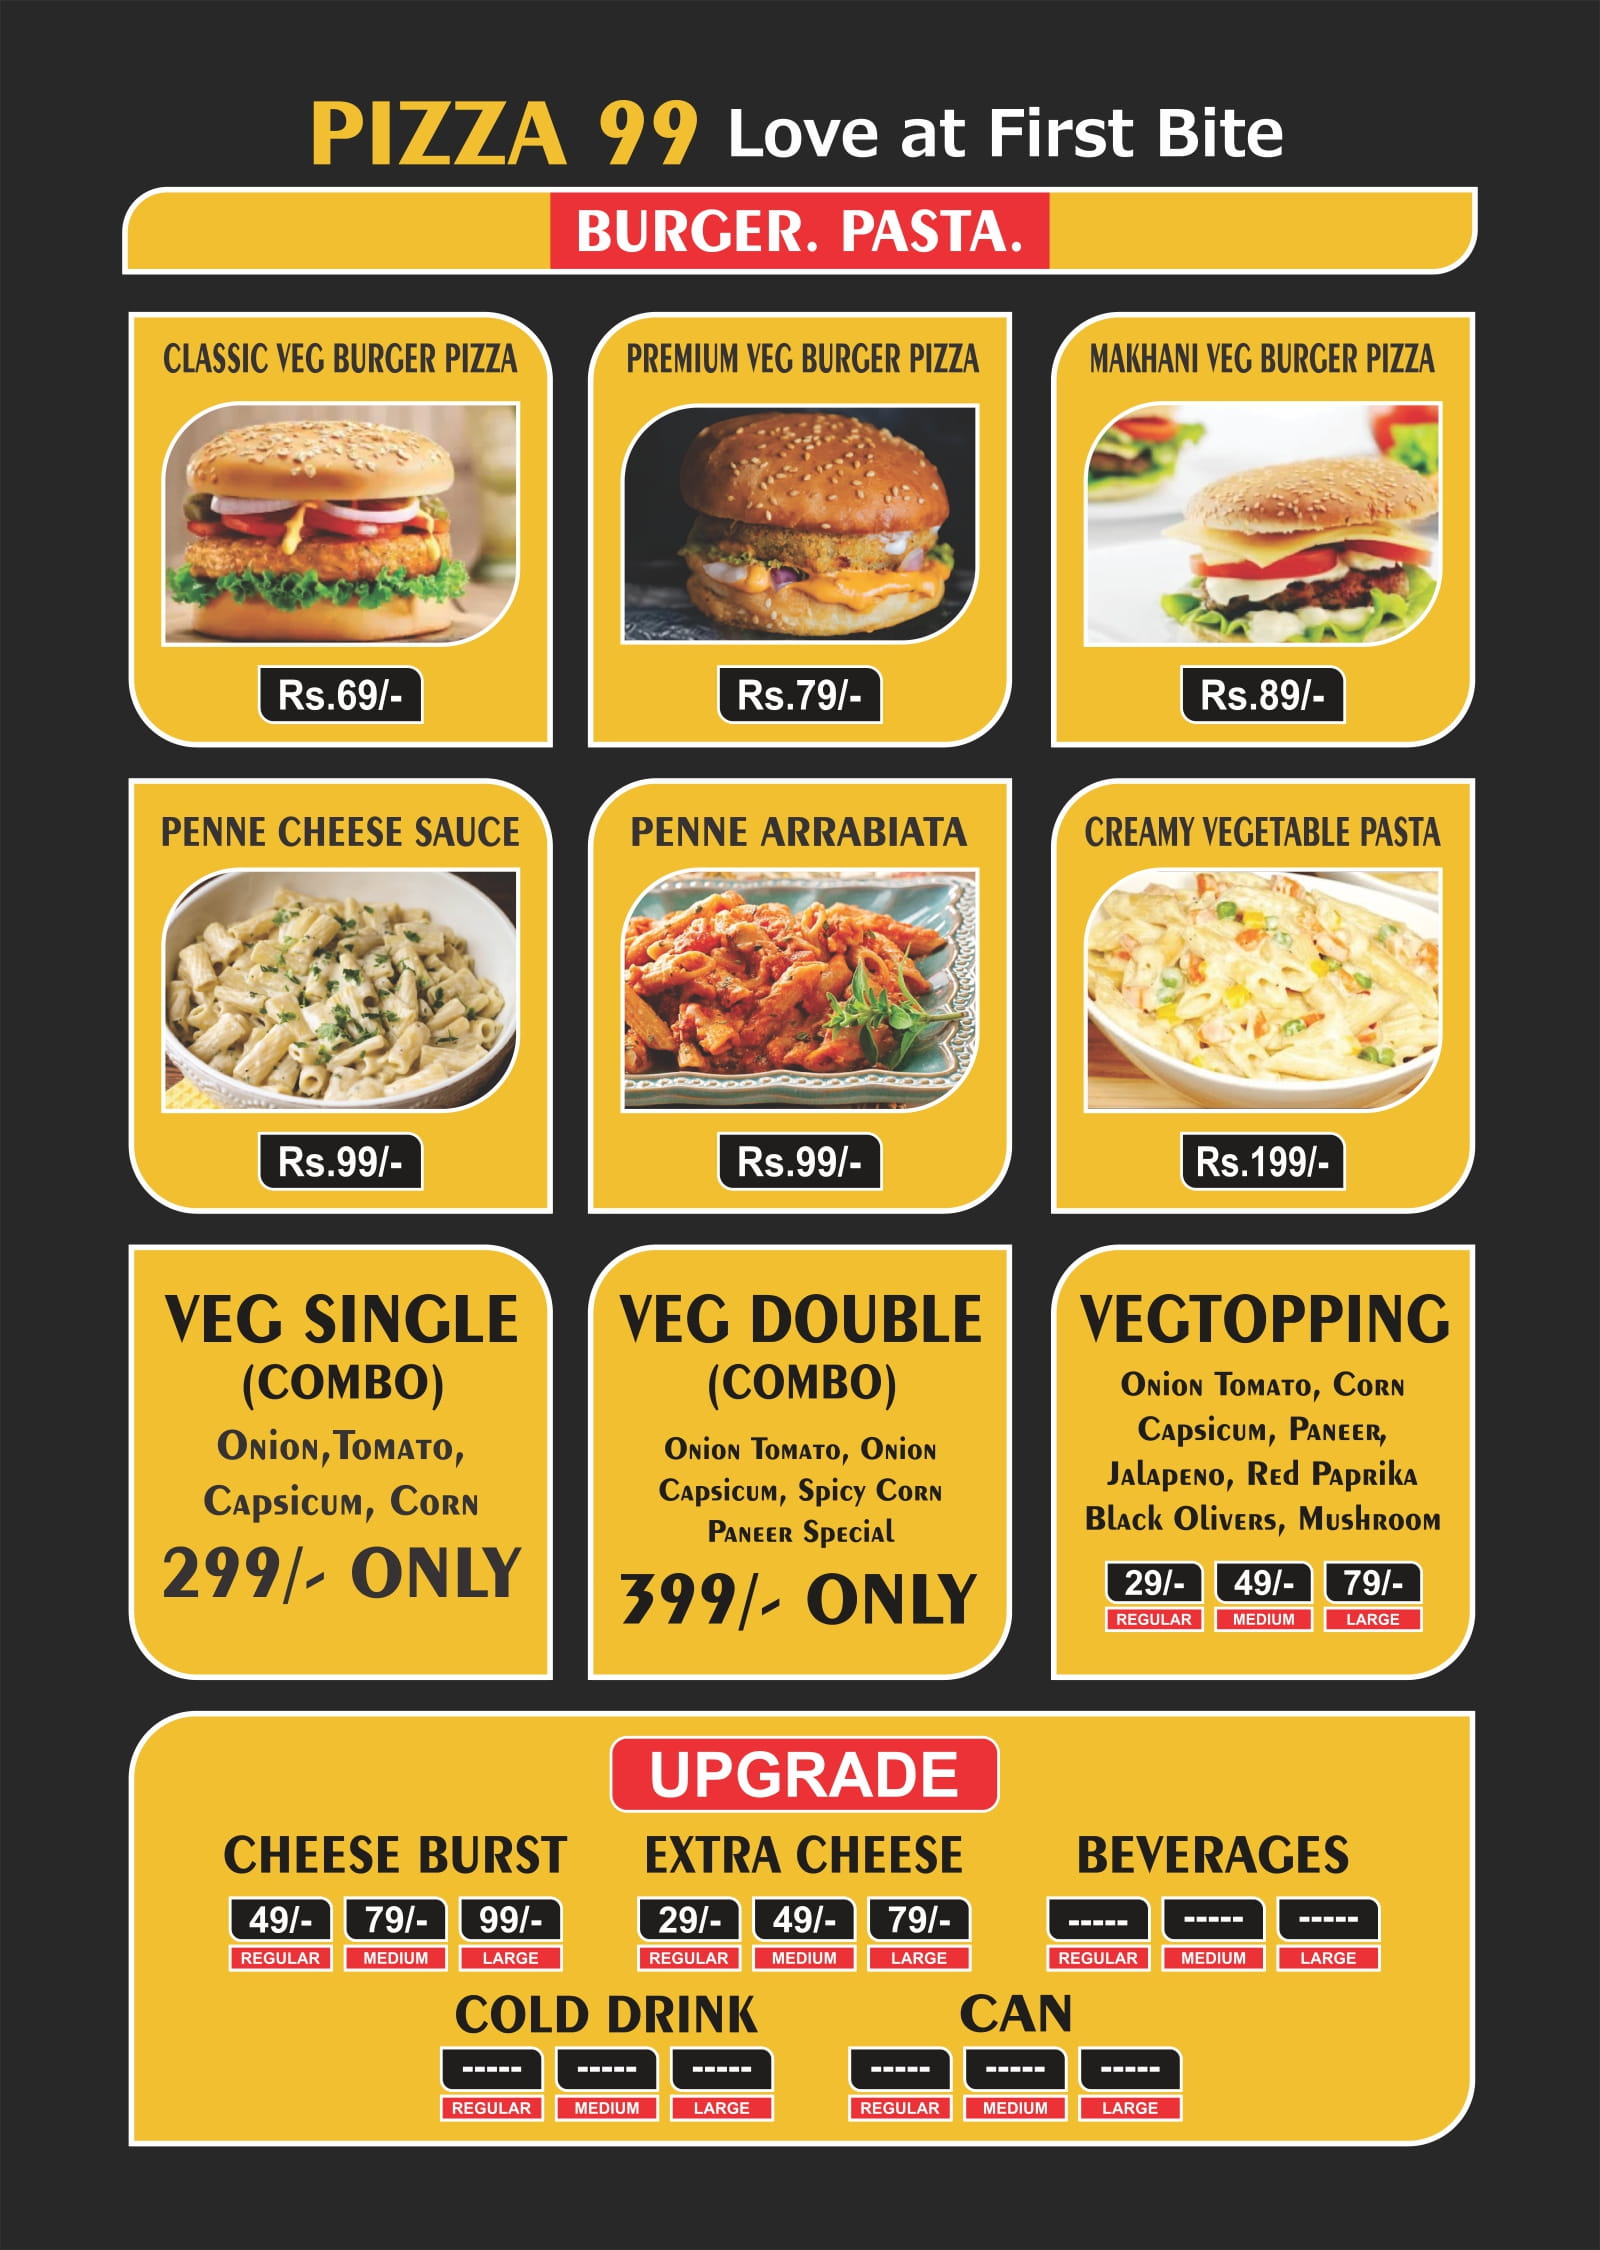 PIZZA 99 Love at First Bite
BURGER. PASTA.
CLASSIC VEG BURGER PIZZA
Rs.69/-
PREMIUM VEG BURGER PIZZA
Rs.79/-
MAKHANI VEG BURGER PIZZA
Rs.89/-
PENNE CHEESE SAUCE
Rs.99/-
PENNE ARRABIATA
Rs.99/-
CREAMY VEGETABLE PASTA
Rs.199/-
VEG SINGLE
(COMBO)
Onion,Tomato,
Capsicum, Corn
299/- ONLY
VEG DOUBLE
(COMBO)
Onion Tomato, Onion
Capsicum, Spicy Corn
Paneer Special
399/- ONLY
VEGTOPPING
Onion Tomato, Corn
Capsicum, Paneer,
Jalapeno, Red Paprika
Black Olivers, Mushroom
29/- 49/- 79/-
REGULAR MEDIUM LARGE
UPGRADE
CHEESE BURST
49/- 79/- 99/-
REGULAR MEDIUM LARGE
EXTRA CHEESE
29/- 49/- 79/-
REGULAR MEDIUM LARGE
BEVERAGES
----- ----- -----
REGULAR MEDIUM LARGE
COLD DRINK
----- ----- -----
REGULAR MEDIUM LARGE
CAN
----- ----- -----
REGULAR MEDIUM LARGE